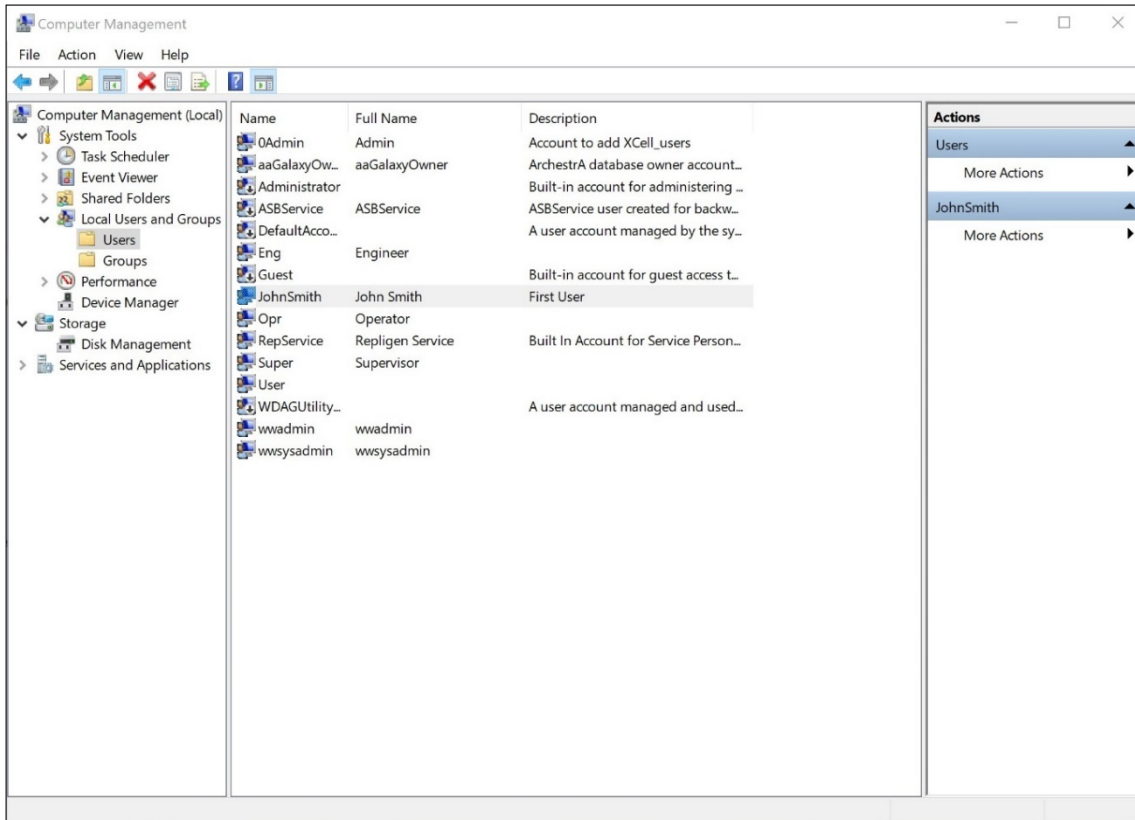 Computer Management
File Action View Help
Computer Management (Local)
System Tools
Task Scheduler
Event Viewer
Shared Folders
Local Users and Groups
Users
Groups
Performance
Device Manager
Storage
Disk Management
Services and Applications
Name Full Name Description
0Admin Admin Account to add XCell_users
aaGalaxyOw... aaGalaxyOwner ArchestrA database owner account...
Administrator Built-in account for administering ...
ASBService ASBService ASBService user created for backw...
DefaultAcco... A user account managed by the sy...
Eng Engineer
Guest Built-in account for guest access t...
JohnSmith John Smith First User
Opr Operator
RepService Repligen Service Built In Account for Service Person...
Super Supervisor
User
WDAGUtility... A user account managed and used...
wwadmin wwadmin
wwsysadmin wwsysadmin
Actions
Users
More Actions
JohnSmith
More Actions